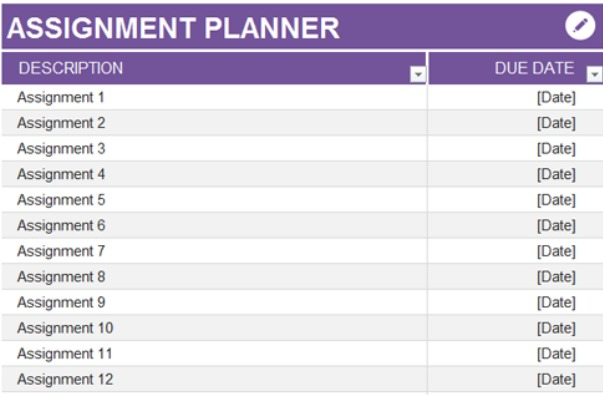 ASSIGNMENT PLANNER
DESCRIPTION DUE DATE
Assignment 1 [Date]
Assignment 2 [Date]
Assignment 3 [Date]
Assignment 4 [Date]
Assignment 5 [Date]
Assignment 6 [Date]
Assignment 7 [Date]
Assignment 8 [Date]
Assignment 9 [Date]
Assignment 10 [Date]
Assignment 11 [Date]
Assignment 12 [Date]